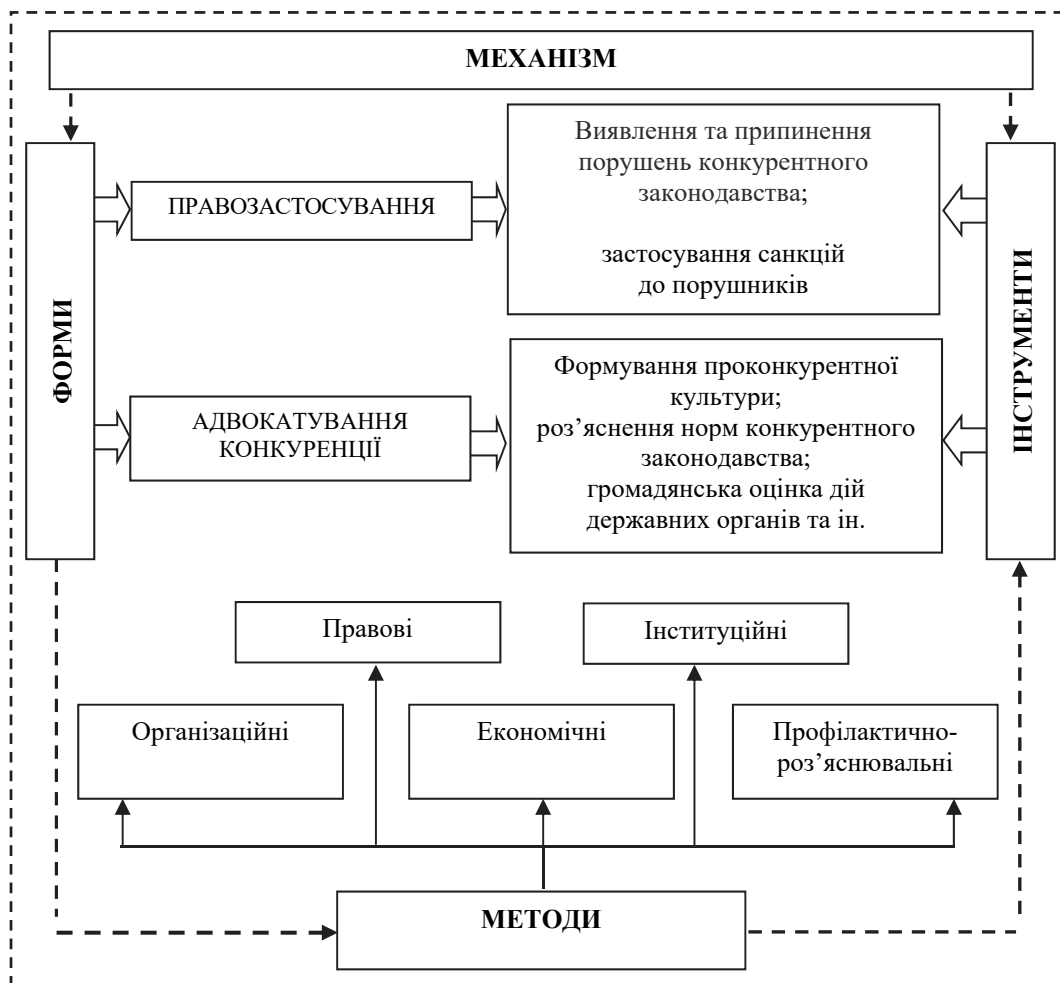 МЕХАНІЗМ
ФОРМИ
ПРАВОЗАСТОСУВАННЯ
Виявлення та припинення
порушень конкурентного
законодавства;
застосування санкцій
до порушників
ІНСТРУМЕНТИ
АДВОКАТУВАННЯ
КОНКУРЕНЦІЇ
Формування проконкурентної
культури;
роз’яснення норм конкурентного
законодавства;
громадянська оцінка дій
державних органів та ін.
Правові
Інституційні
Організаційні
Економічні
Профілактично-
роз’яснювальні
МЕТОДИ